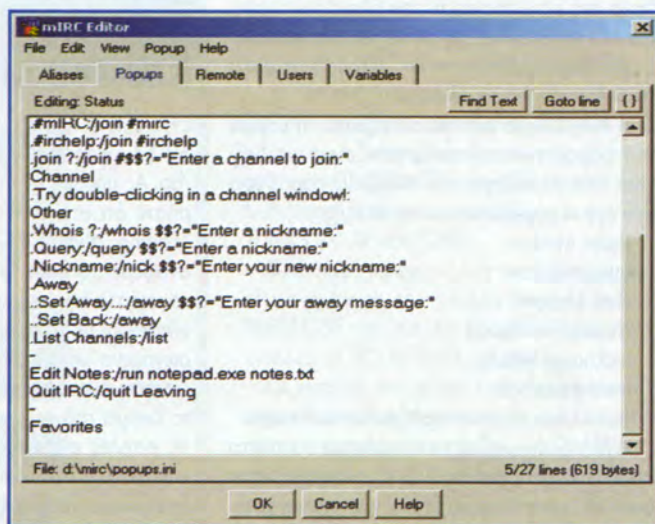 mIRC Editor
File Edit View Popup Help
Aliases Popups Remote Users Variables
Editing: Status Find Text Goto line {}
.#mIRC:/join #mirc
.#irchelp:/join #irchelp
.join ?:/join #$$?="Enter a channel to join:"
Channel
.Try double-clicking in a channel window!:
Other
.Whois ?:/whois $$?="Enter a nickname:"
.Query:/query $$?="Enter a nickname:"
.Nickname:/nick $$?="Enter your new nickname:"
.Away
..Set Away...:/away $$?="Enter your away message:"
..Set Back:/away
.List Channels:/list
-
Edit Notes:/run notepad.exe notes.txt
Quit IRC:/quit Leaving
-
Favorites
File: d:\mirc\popups.ini 5/27 lines (619 bytes)
OK Cancel Help